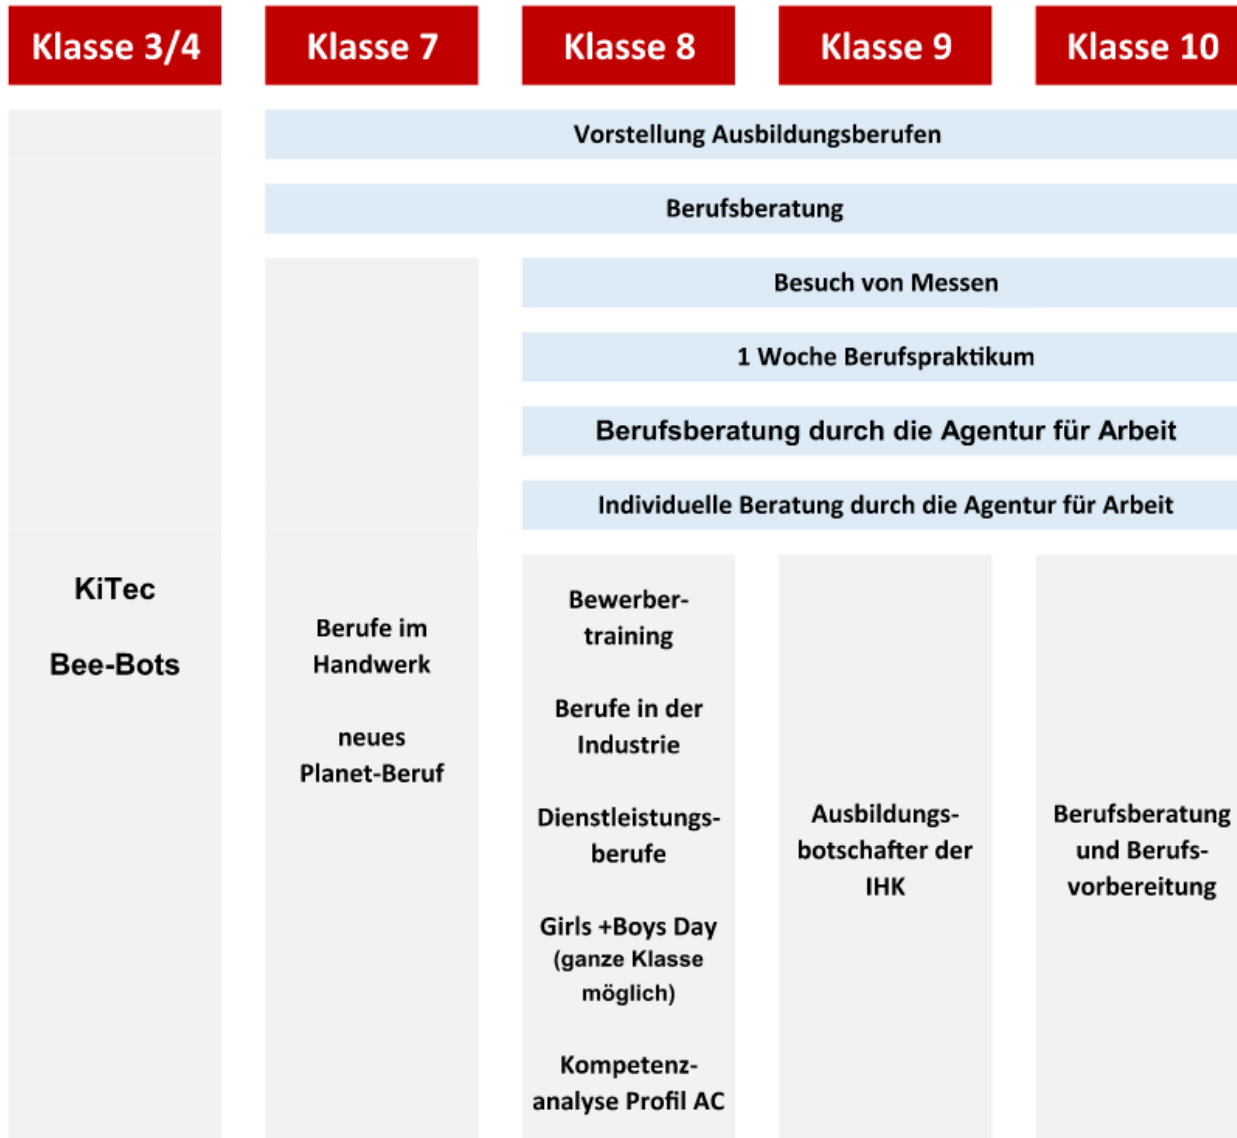 Klasse 3/4
Klasse 7
Klasse 8
Klasse 9
Klasse 10
Vorstellung Ausbildungsberufen
Berufsberatung
Besuch von Messen
1 Woche Berufspraktikum
Berufsberatung durch die Agentur für Arbeit
Individuelle Beratung durch die Agentur für Arbeit
KiTec
Bee-Bots
Berufe im
Handwerk
neues
Planet-Beruf
Bewerber-
training
Berufe in der
Industrie
Dienstleistungs-
berufe
Girls +Boys Day
(ganze Klasse
möglich)
Kompetenz-
analyse Profil AC
Ausbildungs-
botschafter der
IHK
Berufsberatung
und Berufs-
vorbereitung